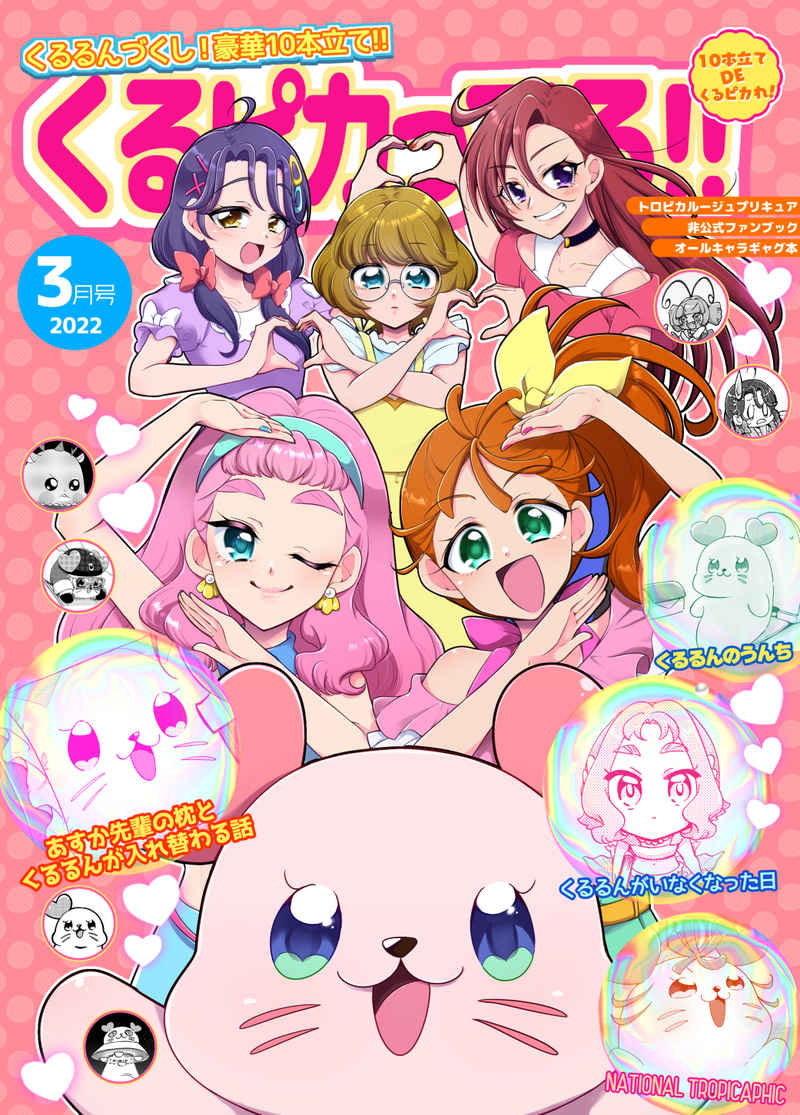 くるるんづくし！豪華10本立て!!
くるピカってる!!
10本立て
DE
くるピカれ!
トロピカルージュプリキュア
非公式ファンブック
オールキャラギャグ本
3月号
2022
くるるんのうんち
あすか先輩の枕と
くるるんが入れ替わる話
くるるんがいなくなった日
NATIONAL TROPICAPHIC